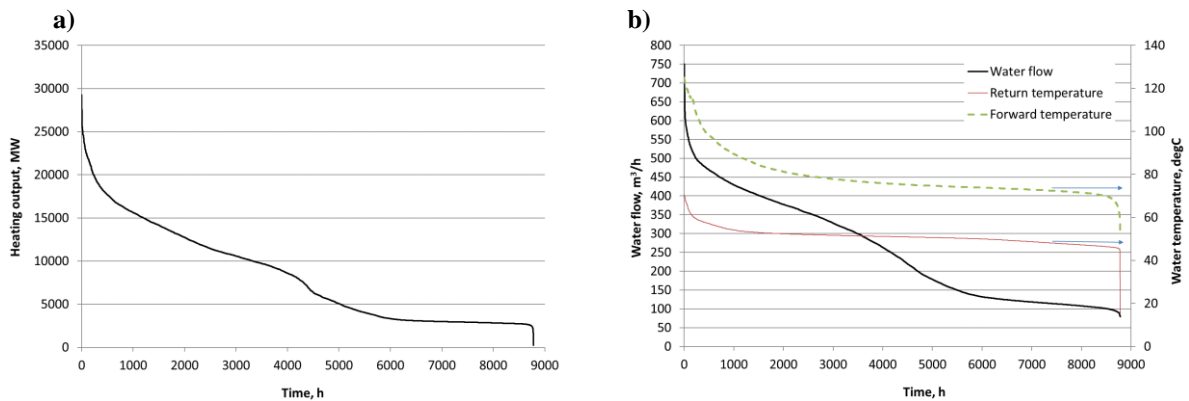 a)
35000
30000
25000
20000
15000
10000
5000
0
Heating output, MW
0 1000 2000 3000 4000 5000 6000 7000 8000 9000
Time, h
b)
800
750
700
650
600
550
500
450
400
350
300
250
200
150
100
50
0
Water flow, m³/h
Water flow
Return temperature
Forward temperature
140
120
100
80
60
40
20
0
Water temperature, degC
0 1000 2000 3000 4000 5000 6000 7000 8000 9000
Time, h